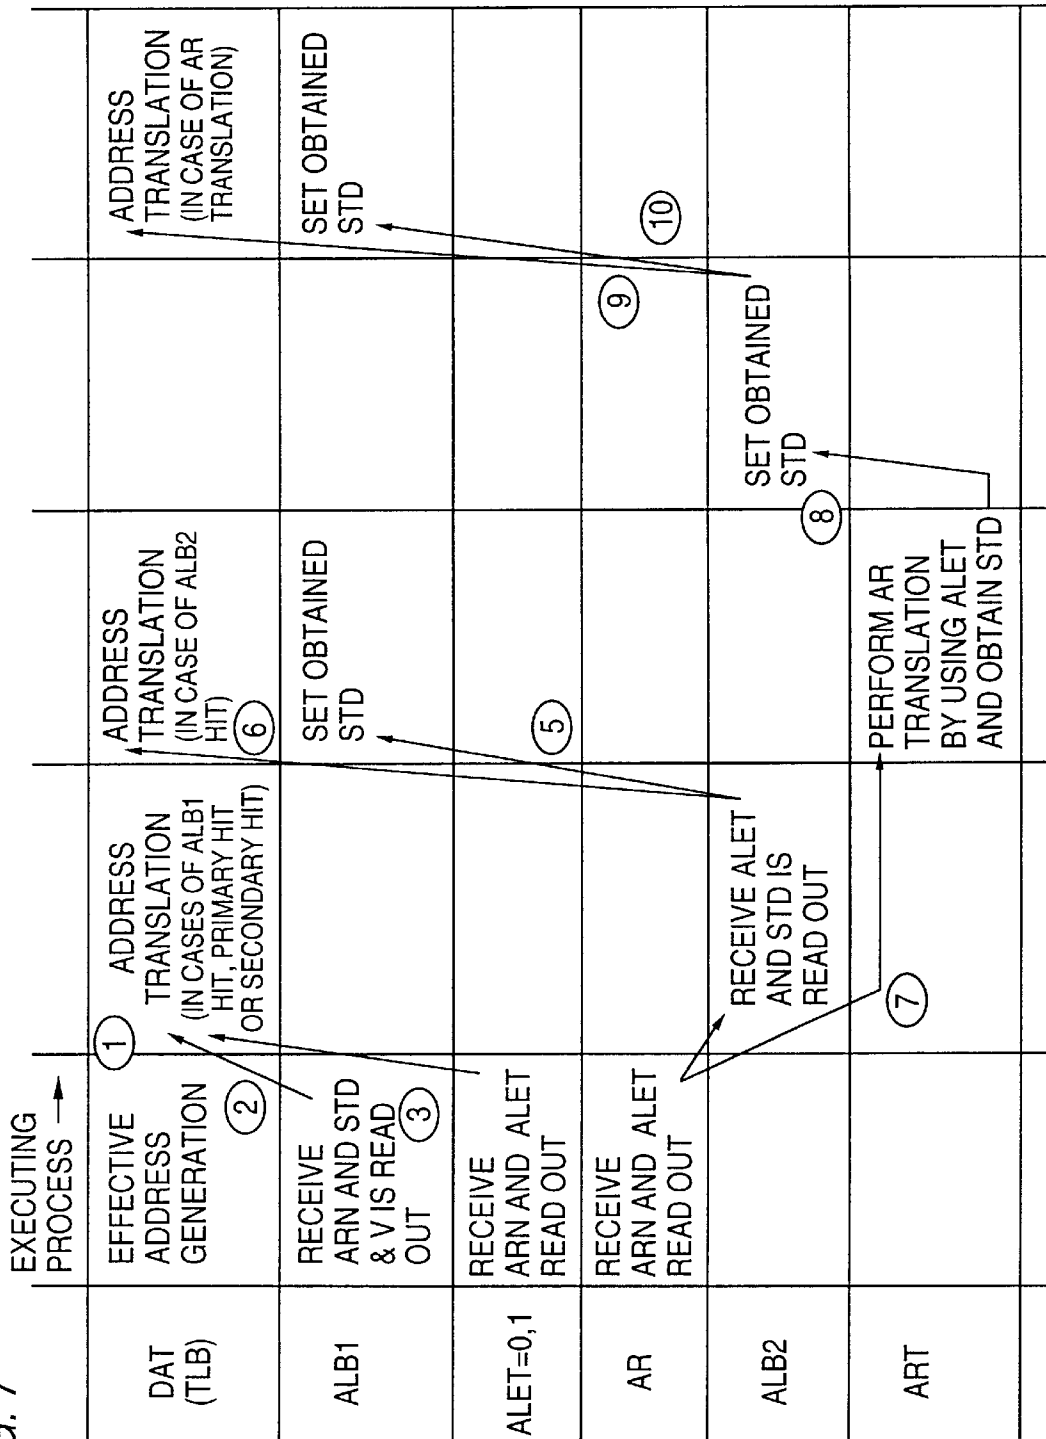 EXECUTING
PROCESS
DAT
(TLB)
EFFECTIVE
ADDRESS
GENERATION
1
2
ADDRESS
TRANSLATION
(IN CASES OF ALB1
HIT, PRIMARY HIT
OR SECONDARY HIT)
ADDRESS
TRANSLATION
(IN CASE OF ALB2
HIT)
6
ADDRESS
TRANSLATION
(IN CASE OF AR
TRANSLATION)
ALB1
RECEIVE
ARN AND STD
& V IS READ
OUT
3
SET OBTAINED
STD
SET OBTAINED
STD
ALET=0,1
RECEIVE
ARN AND ALET
READ OUT
5
AR
RECEIVE
ARN AND ALET
READ OUT
9
10
ALB2
RECEIVE ALET
AND STD IS
READ OUT
8
SET OBTAINED
STD
ART
7
PERFORM AR
TRANSLATION
BY USING ALET
AND OBTAIN STD